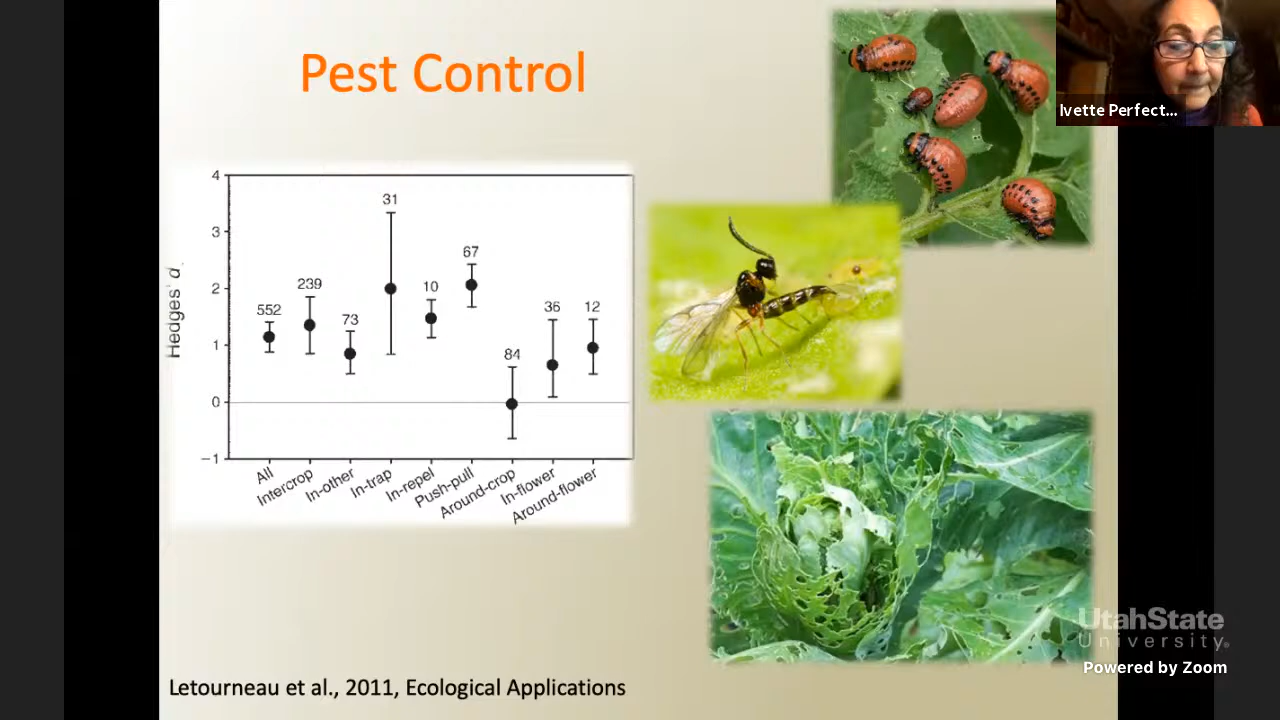 Pest Control
Ivette Perfect...
Hedges' d
4
3
2
1
0
−1
552
239
73
31
10
67
84
36
12
All
Intercrop
In-other
In-trap
In-repel
Push-pull
Around-crop
In-flower
Around-flower
UtahState
University
Powered by Zoom
Letourneau et al., 2011, Ecological Applications